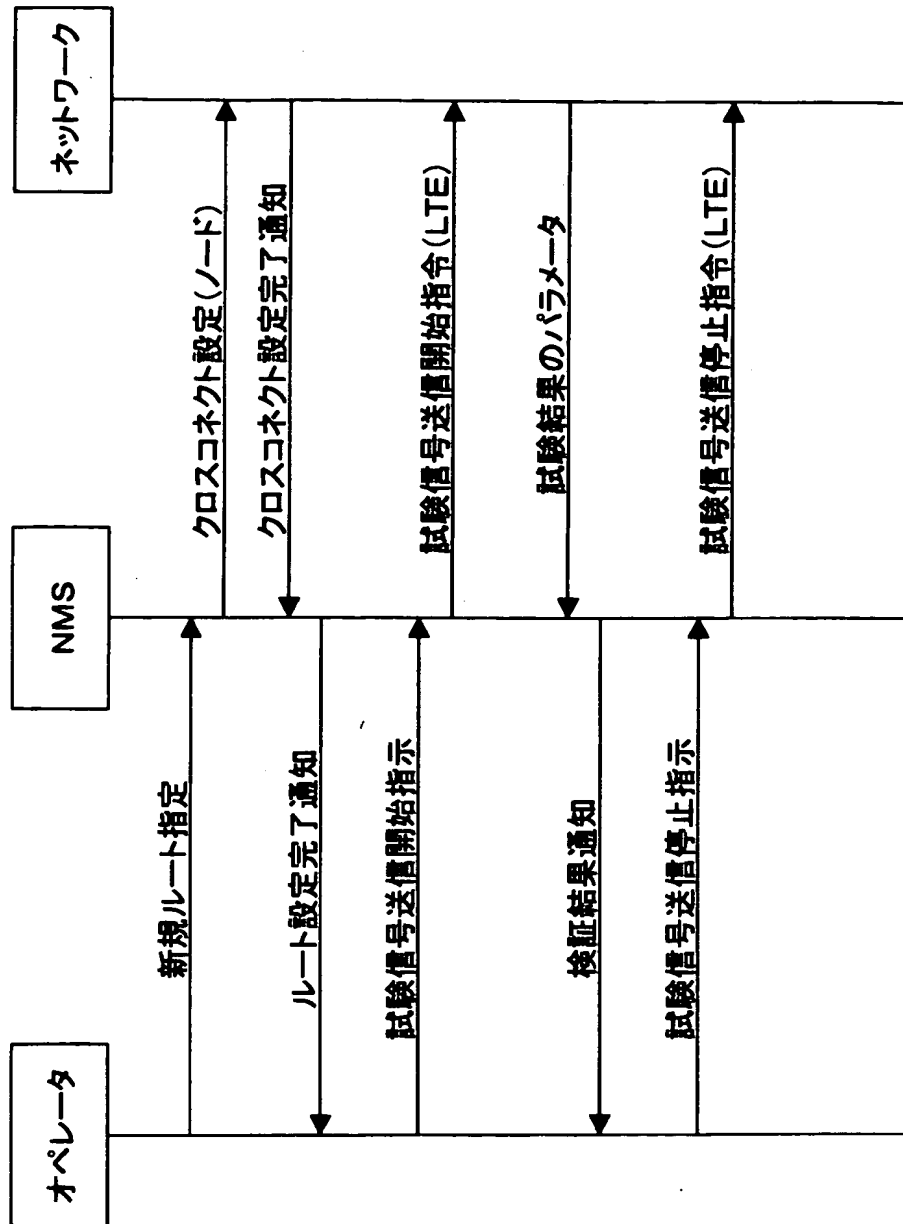 オペレータ
NMS
ネットワーク
新規ルート指定
クロスコネクト設定(ノード)
クロスコネクト設定完了通知
ルート設定完了通知
試験信号送信開始指示
試験信号送信開始指令(LTE)
試験結果のパラメータ
検証結果通知
試験信号送信停止指示
試験信号送信停止指令(LTE)